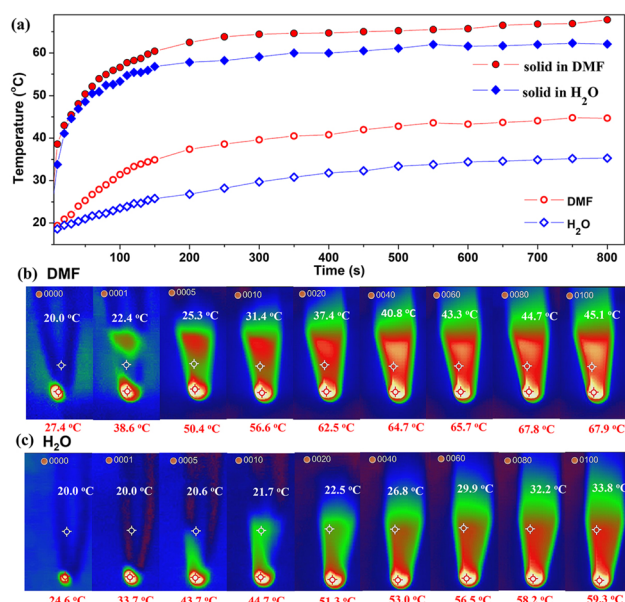 (a)
Temperature (°C)
60
50
40
30
20
solid in DMF
solid in H2O
DMF
H2O
0 100 200 300 400 500 600 700 800
Time (s)
(b) DMF
0000 0001 0005 0010 0020 0040 0060 0080 0100
20.0 °C 22.4 °C 25.3 °C 31.4 °C 37.4 °C 40.8 °C 43.3 °C 44.7 °C 45.1 °C
27.4 °C 38.6 °C 50.4 °C 56.6 °C 62.5 °C 64.7 °C 65.7 °C 67.8 °C 67.9 °C
(c) H2O
0000 0001 0005 0010 0020 0040 0060 0080 0100
20.0 °C 20.0 °C 20.6 °C 21.7 °C 22.5 °C 26.8 °C 29.9 °C 32.2 °C 33.8 °C
24.6 °C 33.7 °C 43.7 °C 44.7 °C 51.3 °C 53.0 °C 56.5 °C 58.2 °C 59.3 °C